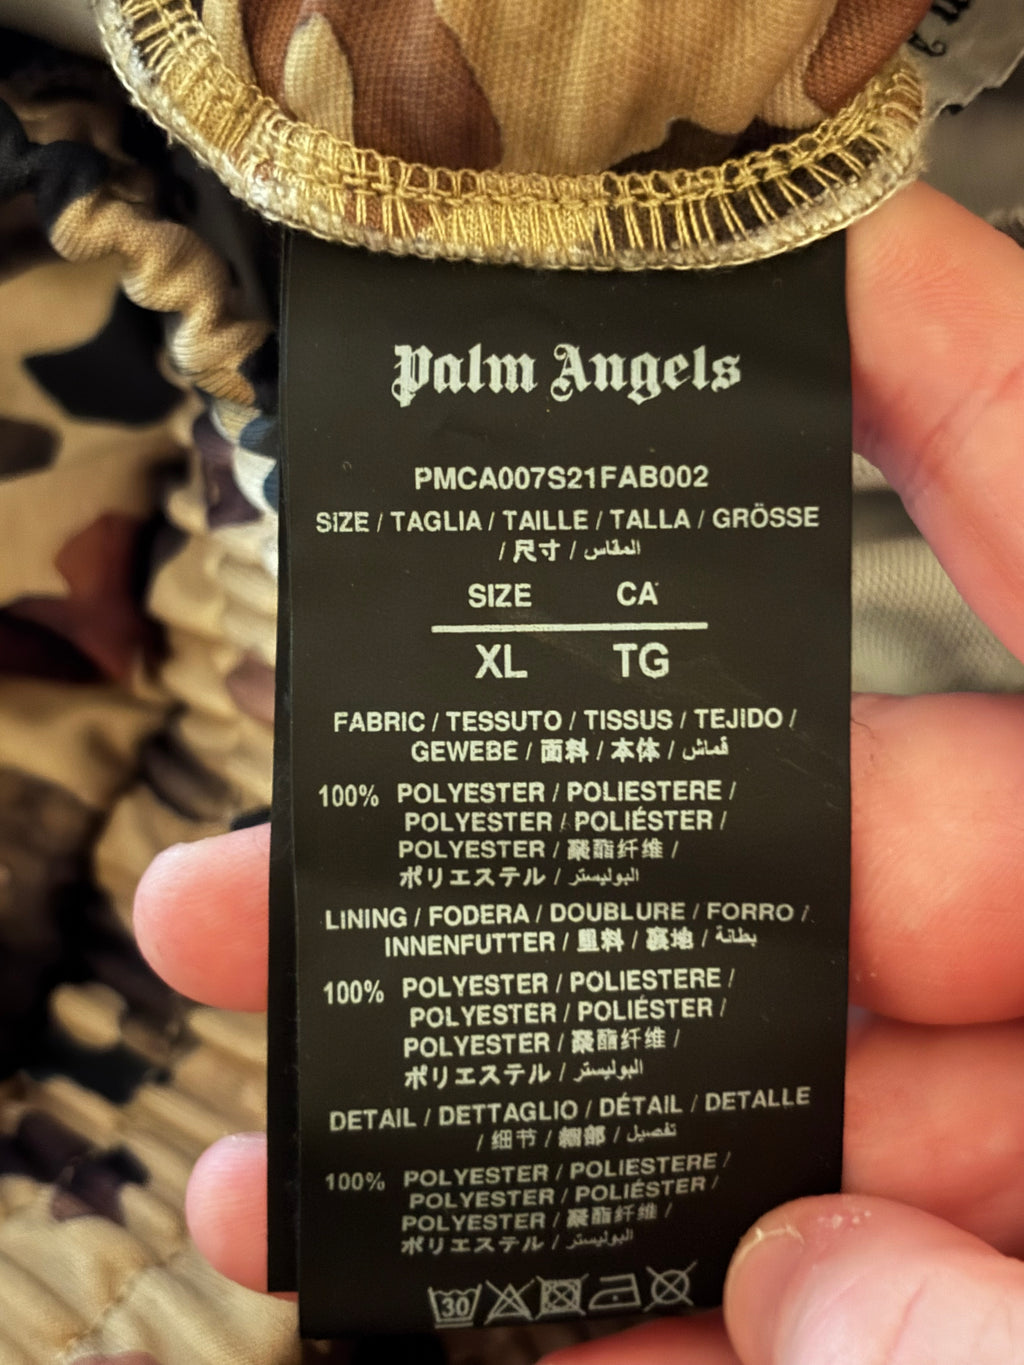 Palm Angels
PMCA007S21FAB002
SIZE / TAGLIA / TAILLE / TALLA / GRÖSSE
/ 尺寸 / المقاس
SIZE CA
XL TG
FABRIC / TESSUTO / TISSUS / TEJIDO /
GEWEBE / 面料 / 本体 / قماش
100% POLYESTER / POLIESTERE /
POLYESTER / POLIÉSTER /
POLYESTER / 聚酯纤维 /
ポリエステル / البوليستر
LINING / FODERA / DOUBLURE / FORRO /
INNENFUTTER / 里料 / 裏地 / بطانة
100% POLYESTER / POLIESTERE /
POLYESTER / POLIÉSTER /
POLYESTER / 聚酯纤维 /
ポリエステル / البوليستر
DETAIL / DETTAGLIO / DÉTAIL / DETALLE
/ 细节 / 細部 / تفصيل
100% POLYESTER / POLIESTERE /
POLYESTER / POLIÉSTER /
POLYESTER / 聚酯纤维 /
ポリエステル / البوليستر
30